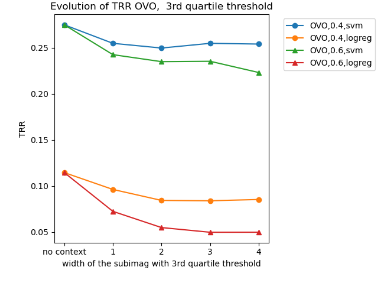 Evolution of TRR OVO,  3rd quartile threshold
OVO,0.4,svm
OVO,0.4,logreg
OVO,0.6,svm
OVO,0.6,logreg
TRR
0.25
0.20
0.15
0.10
0.05
no context 1 2 3 4
width of the subimag with 3rd quartile threshold